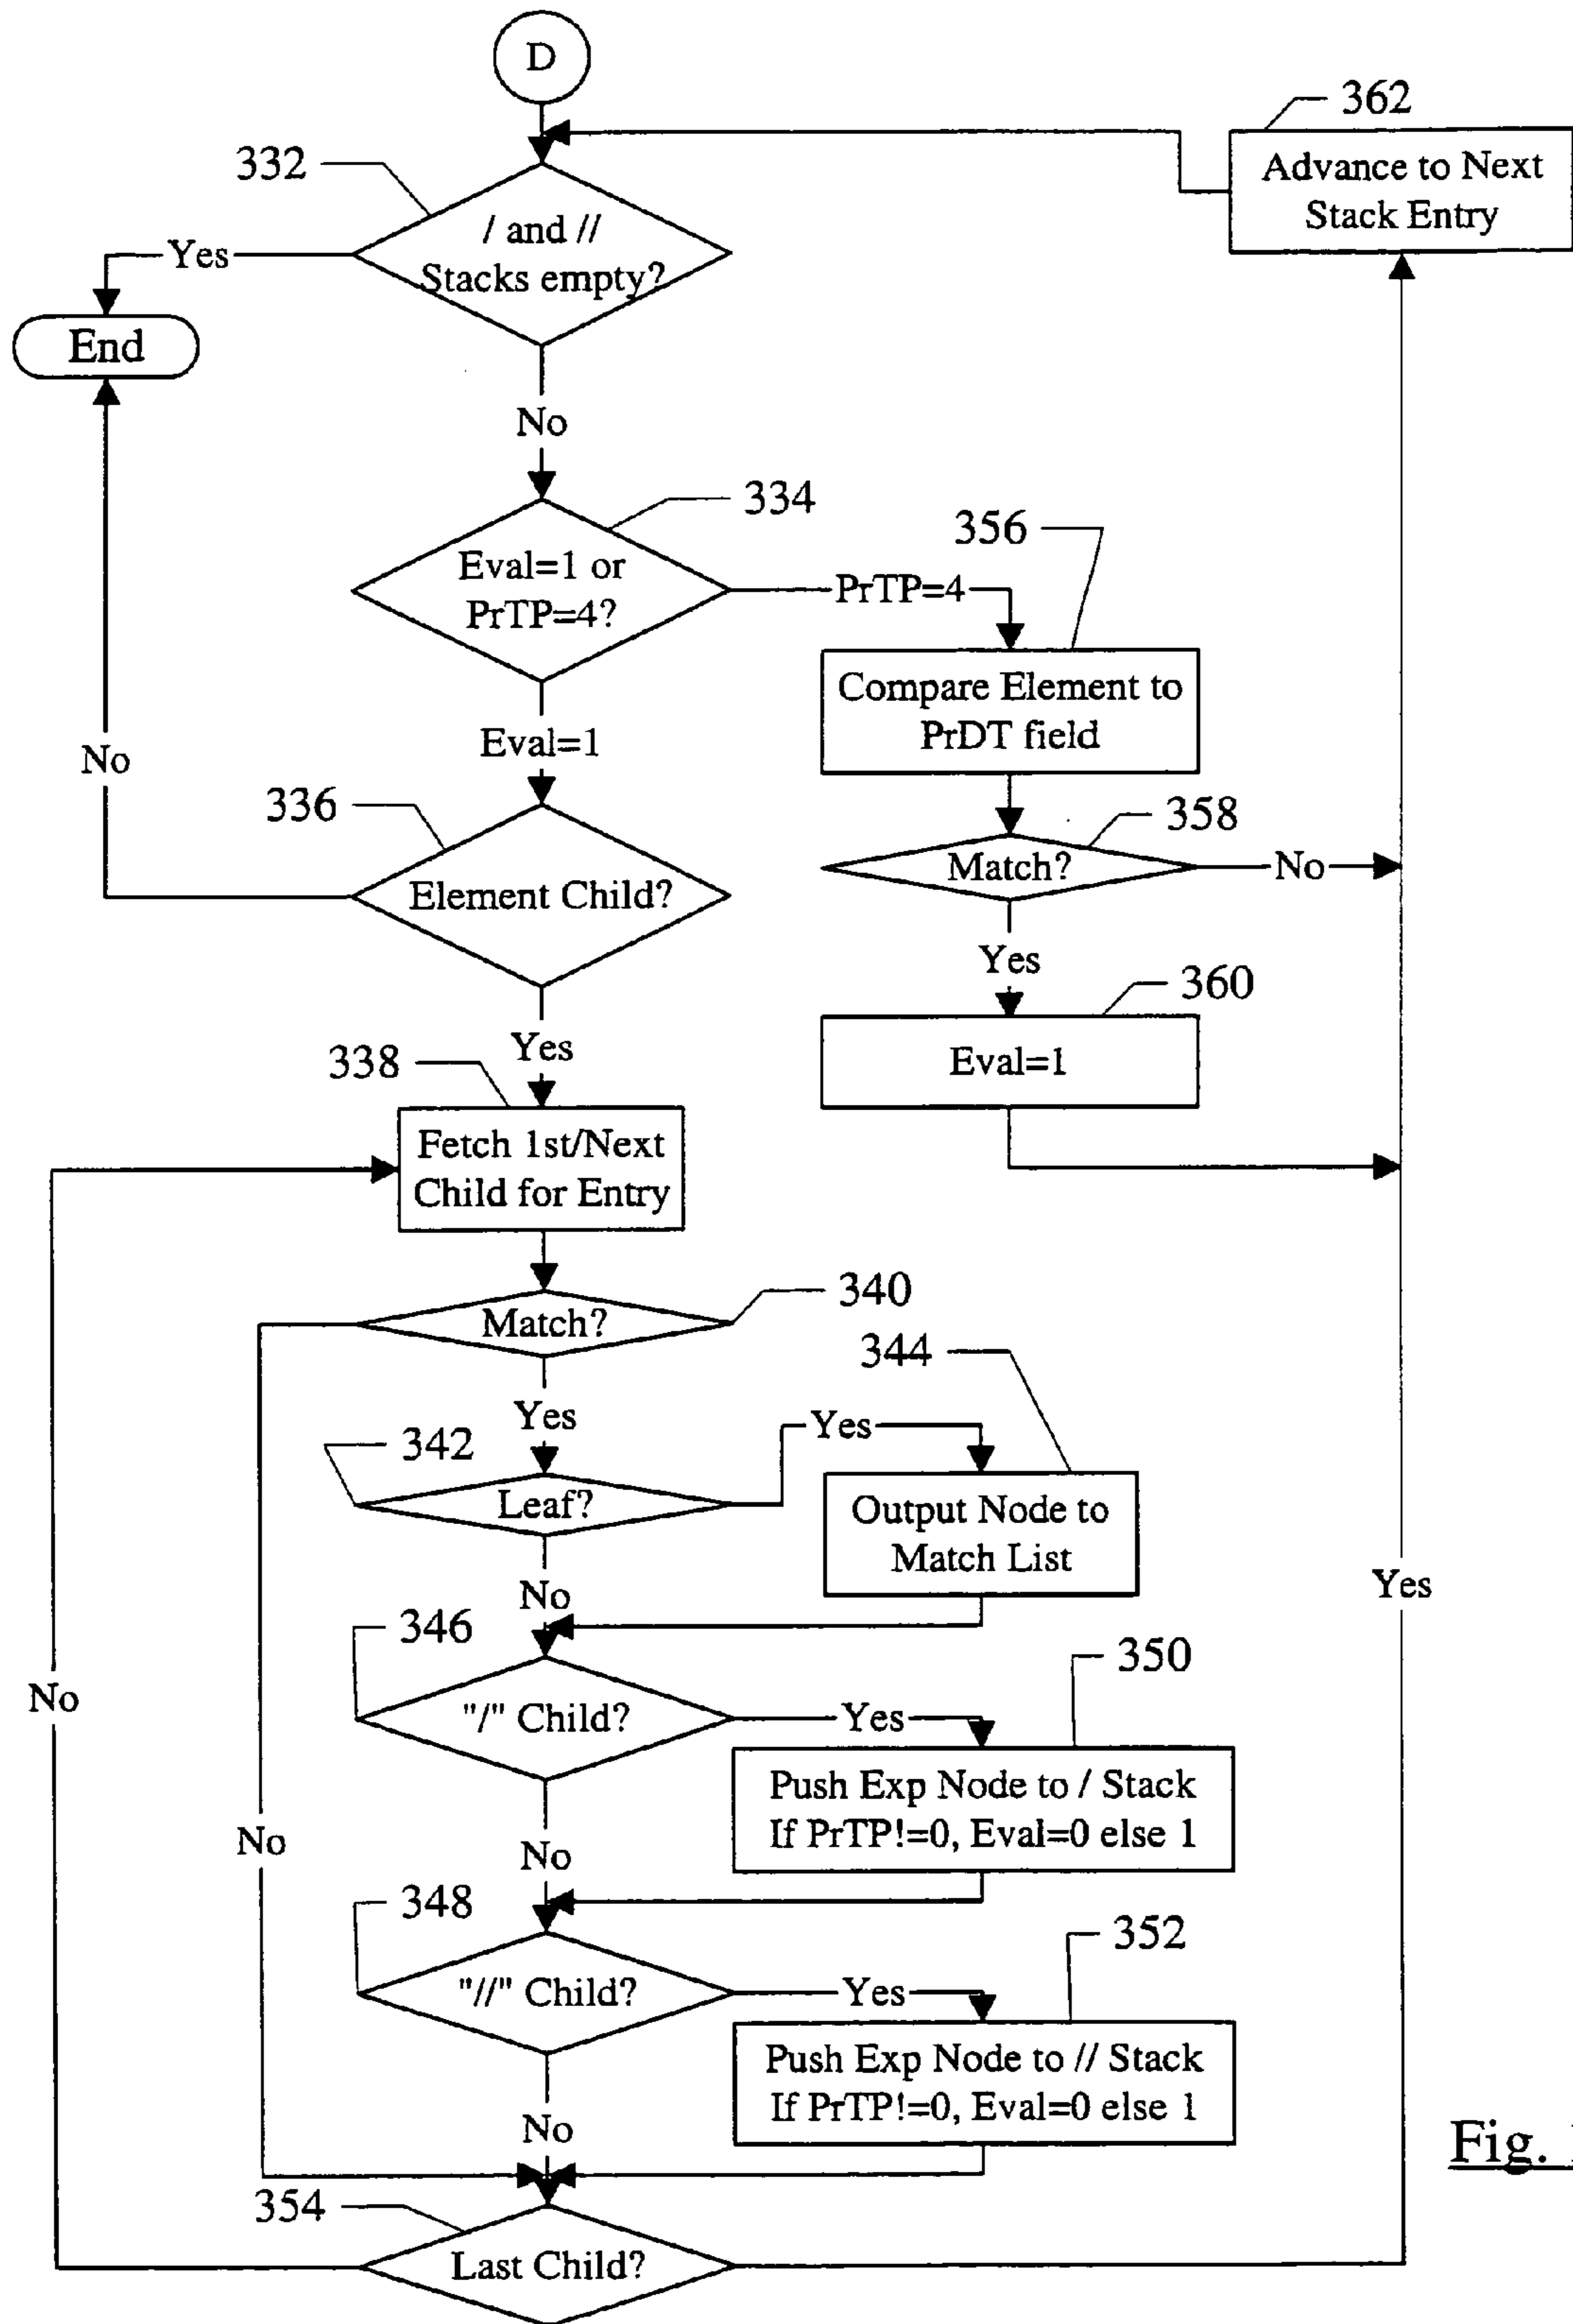 D
362
Advance to Next
Stack Entry
332
/ and //
Stacks empty?
Yes
End
No
334
Eval=1 or
PrTP=4?
PrTP=4
356
Compare Element to
PrDT field
Eval=1
No
336
Element Child?
358
Match?
No
Yes
360
Eval=1
Yes
338
Fetch 1st/Next
Child for Entry
340
Match?
344
Yes
Yes
342
Leaf?
Output Node to
Match List
No
Yes
346
"/" Child?
350
Yes
No
Push Exp Node to / Stack
If PrTP!=0, Eval=0 else 1
No
No
348
"//" Child?
352
Yes
Push Exp Node to // Stack
If PrTP!=0, Eval=0 else 1
No
Fig.
354
Last Child?